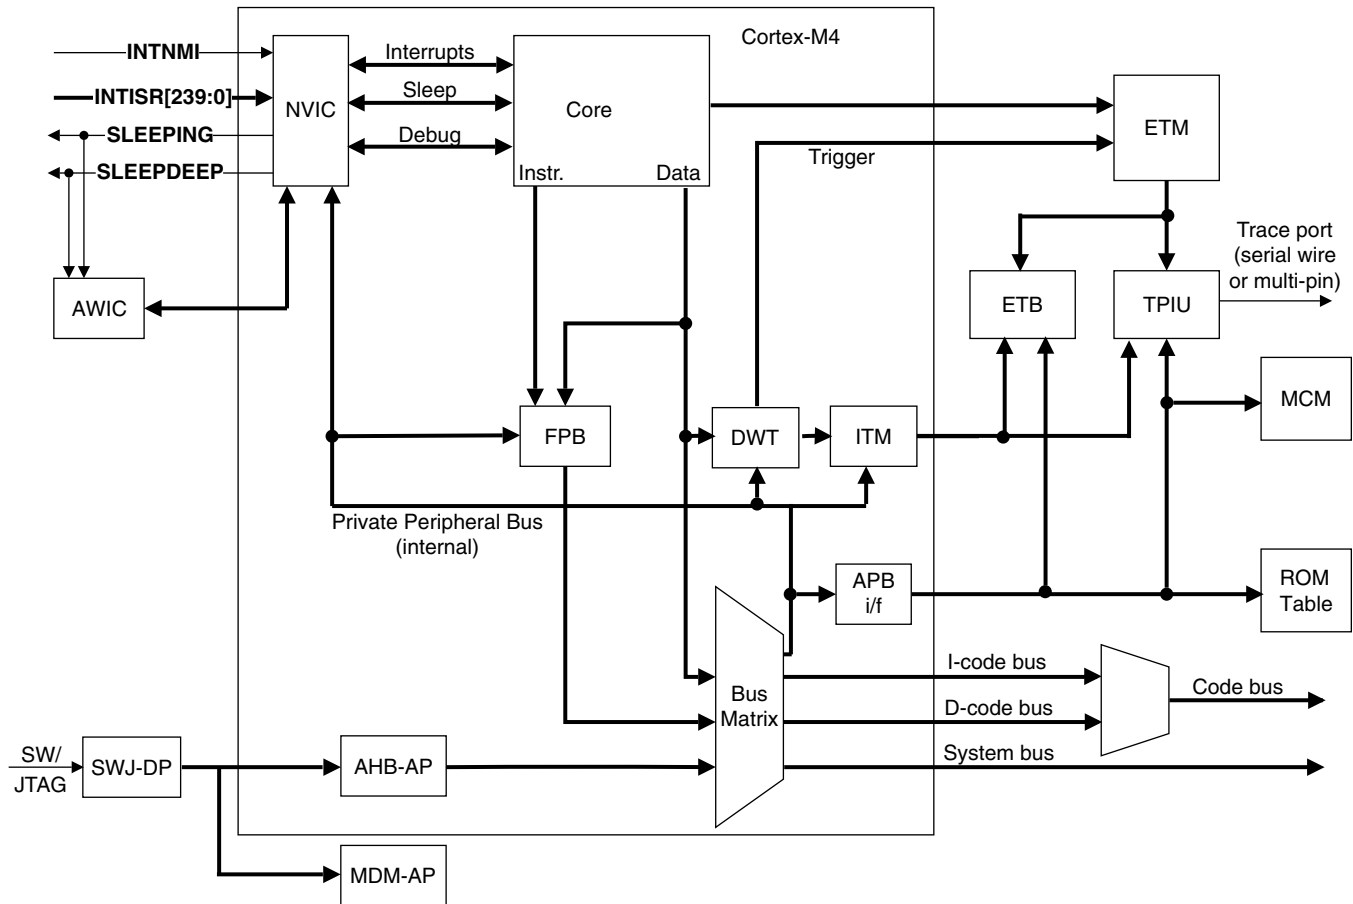 Cortex-M4
INTNMI
INTISR[239:0]
SLEEPING
SLEEPDEEP
NVIC
Interrupts
Sleep
Debug
Core
Instr.
Data
ETM
Trigger
Trace port
(serial wire
or multi-pin)
AWIC
ETB
TPIU
MCM
FPB
DWT
ITM
Private Peripheral Bus
(internal)
APB
i/f
ROM
Table
Bus
Matrix
I-code bus
D-code bus
System bus
Code bus
SW/
JTAG
SWJ-DP
AHB-AP
MDM-AP